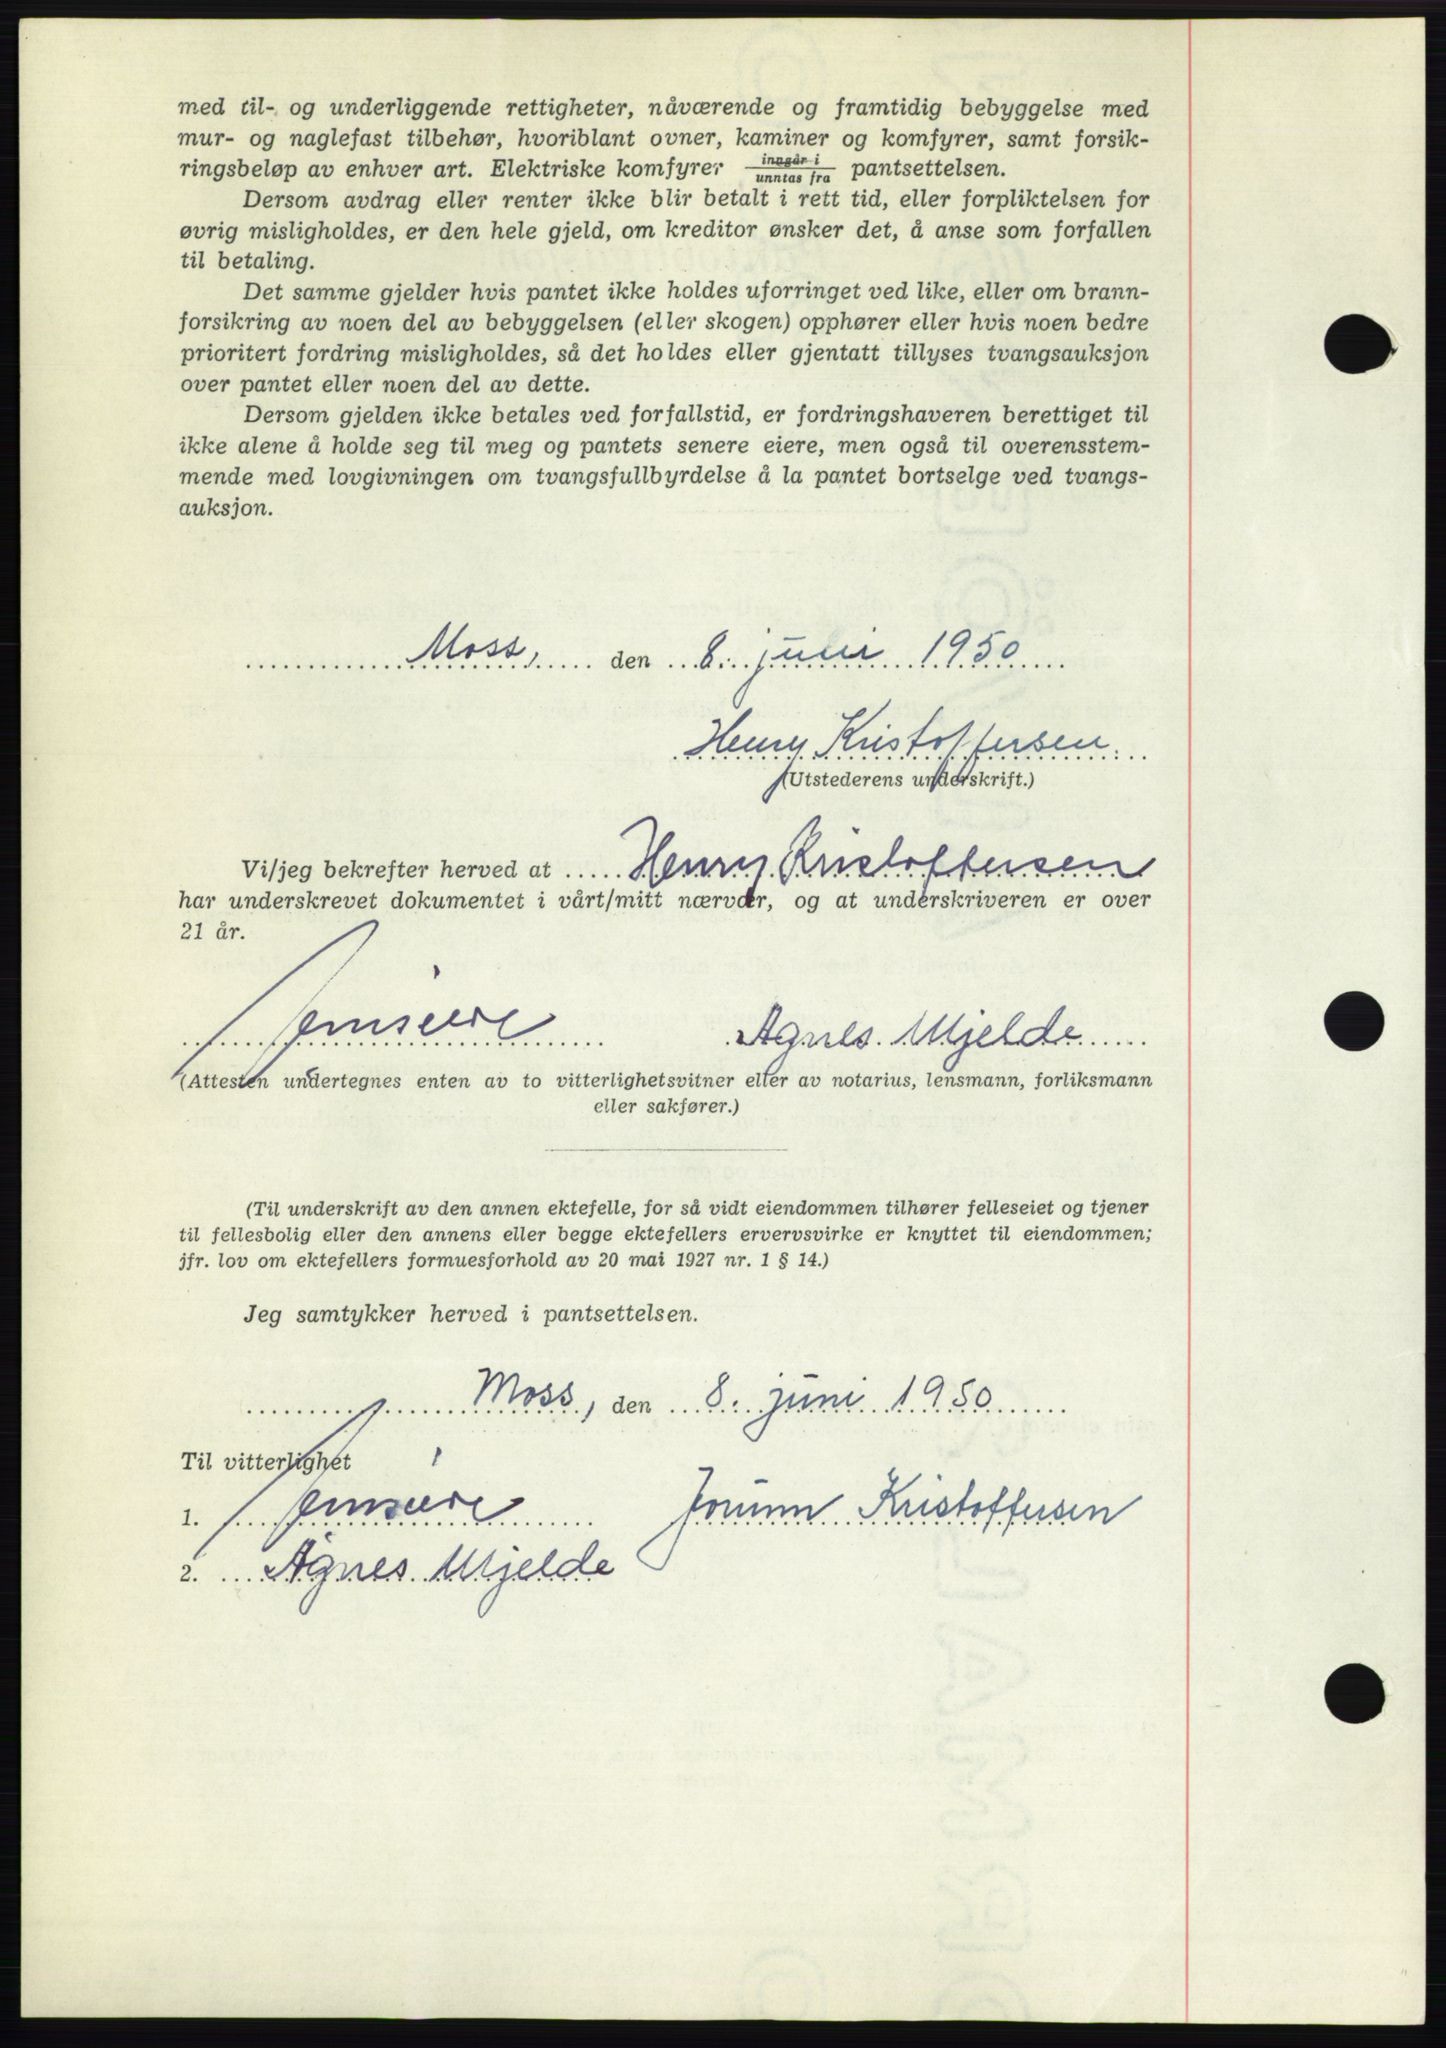 med til- og underliggende rettigheter, nåværende og framtidig bebyggelse med
mur- og naglefast tilbehør, hvoriblant ovner, kaminer og komfyrer, samt forsik-
ringsbeløp av enhver art. Elektriske komfyrer inngår i / unntas fra pantsettelsen.
Dersom avdrag eller renter ikke blir betalt i rett tid, eller forpliktelsen for
øvrig misligholdes, er den hele gjeld, om kreditor ønsker det, å anse som forfallen
til betaling.
Det samme gjelder hvis pantet ikke holdes uforringet ved like, eller om brann-
forsikring av noen del av bebyggelsen (eller skogen) opphører eller hvis noen bedre
prioritert fordring misligholdes, så det holdes eller gjentatt tillyses tvangsauksjon
over pantet eller noen del av dette.
Dersom gjelden ikke betales ved forfallstid, er fordringshaveren berettiget til
ikke alene å holde seg til meg og pantets senere eiere, men også til overensstem-
mende med lovgivningen om tvangsfullbyrdelse å la pantet bortselge ved tvangs-
auksjon.
Moss, den 8. juni 1950
Henry Kristoffersen
(Utstederens underskrift.)
Vi/jeg bekrefter herved at Henry Kristoffersen
har underskrevet dokumentet i vårt/mitt nærvær, og at underskriveren er over
21 år.
Agnes Mjelde
(Attesten undertegnes enten av to vitterlighetsvitner eller av notarius, lensmann, forliksmann
eller sakfører.)
(Til underskrift av den annen ektefelle, for så vidt eiendommen tilhører felleseiet og tjener
til fellesbolig eller den annens eller begge ektefellers ervervsvirke er knyttet til eiendommen;
jfr. lov om ektefellers formuesforhold av 20 mai 1927 nr. 1 § 14.)
Jeg samtykker herved i pantsettelsen.
Moss, den 8. juni 1950
Til vitterlighet
1. Jorunn Kristoffersen
2. Agnes Mjelde